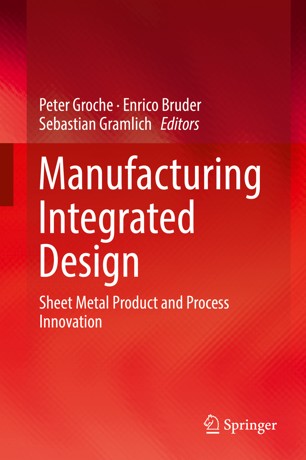 Peter Groche · Enrico Bruder
Sebastian Gramlich Editors
Manufacturing
Integrated
Design
Sheet Metal Product and Process
Innovation
Springer